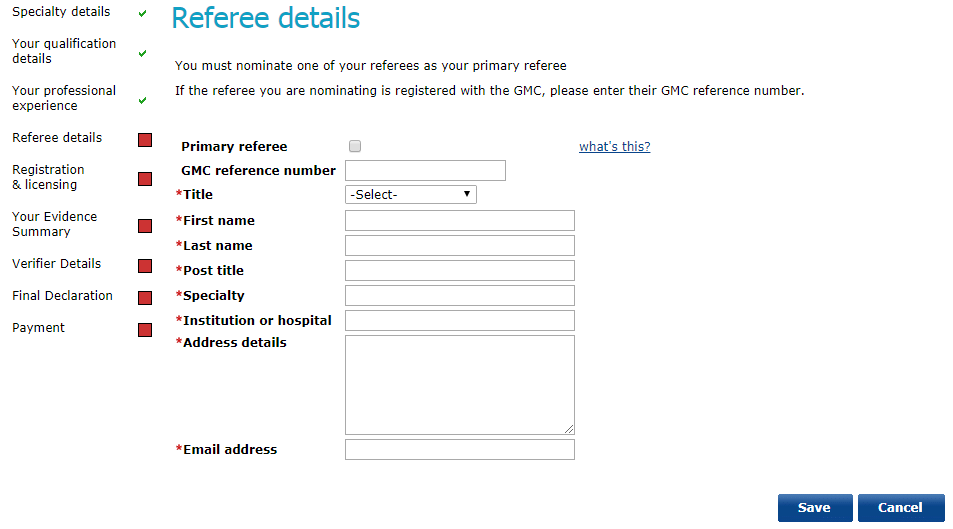 Specialty details
Your qualification
details
Your professional
experience
Referee details
Registration
& licensing
Your Evidence
Summary
Verifier Details
Final Declaration
Payment
Referee details
You must nominate one of your referees as your primary referee
If the referee you are nominating is registered with the GMC, please enter their GMC reference number.
Primary referee what's this?
GMC reference number
*Title -Select-
*First name
*Last name
*Post title
*Specialty
*Institution or hospital
*Address details
*Email address
Save Cancel